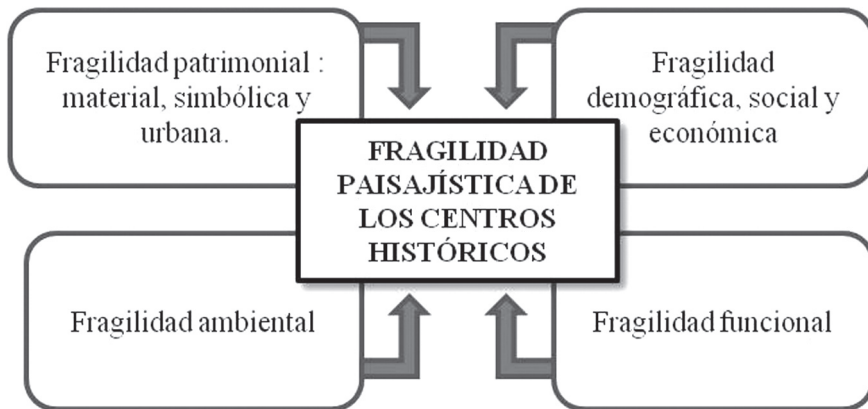 Fragilidad patrimonial :
material, simbólica y
urbana.
Fragilidad
demográfica, social y
económica
FRAGILIDAD
PAISAJÍSTICA DE
LOS CENTROS
HISTÓRICOS
Fragilidad ambiental
Fragilidad funcional